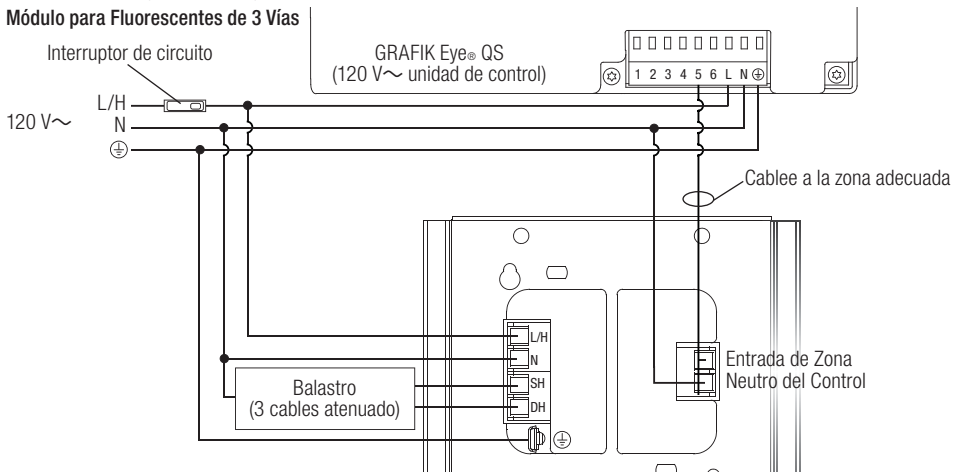 Módulo para Fluorescentes de 3 Vías
Interruptor de circuito
GRAFIK Eye® QS
(120 V~ unidad de control)
1 2 3 4 5 6 L N
L/H
120 V~
N
Cablee a la zona adecuada
L/H
N
SH
DH
Balastro
(3 cables atenuado)
Entrada de Zona
Neutro del Control